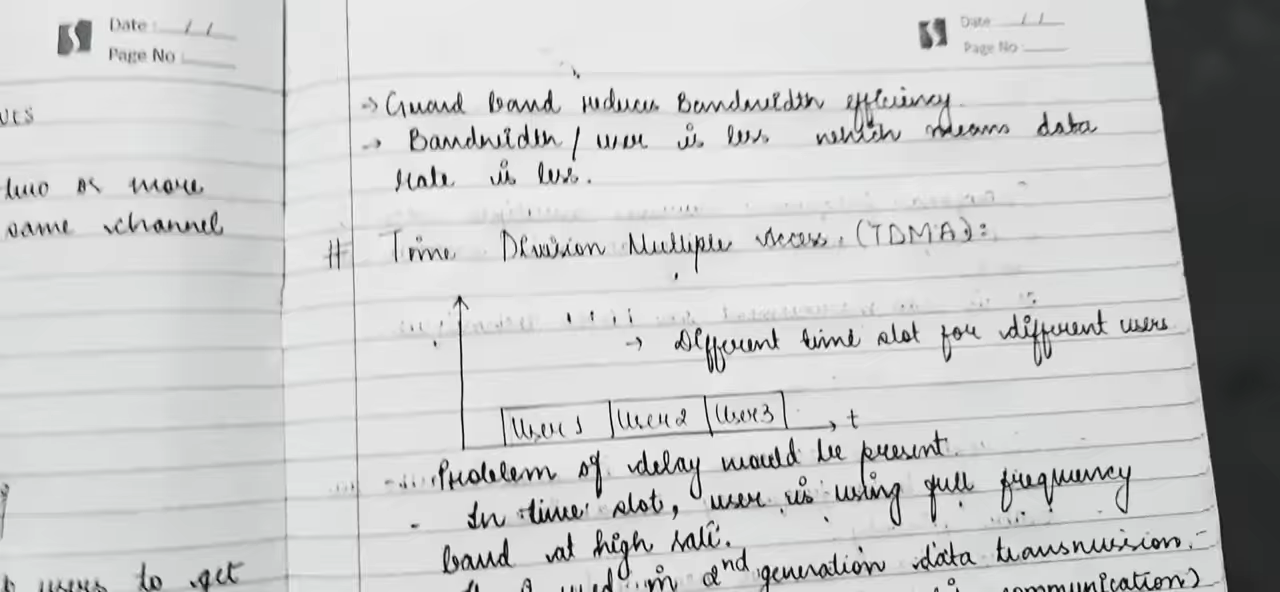 Date : / /
Page No :
two or more
same channel
users to get
Date / /
Page No :
→ Guard band reduces Bandwidth efficiency.
→ Bandwidth / user is less which means data
rate is less.
# Time Division Multiple Access. (TDMA):
→ Different time slot for different users
User 1 User 2 User 3 → t
- Problem of delay would be present.
- In time slot, user is using full frequency
band at high rate.
used in 2nd generation data transmission.
communication)